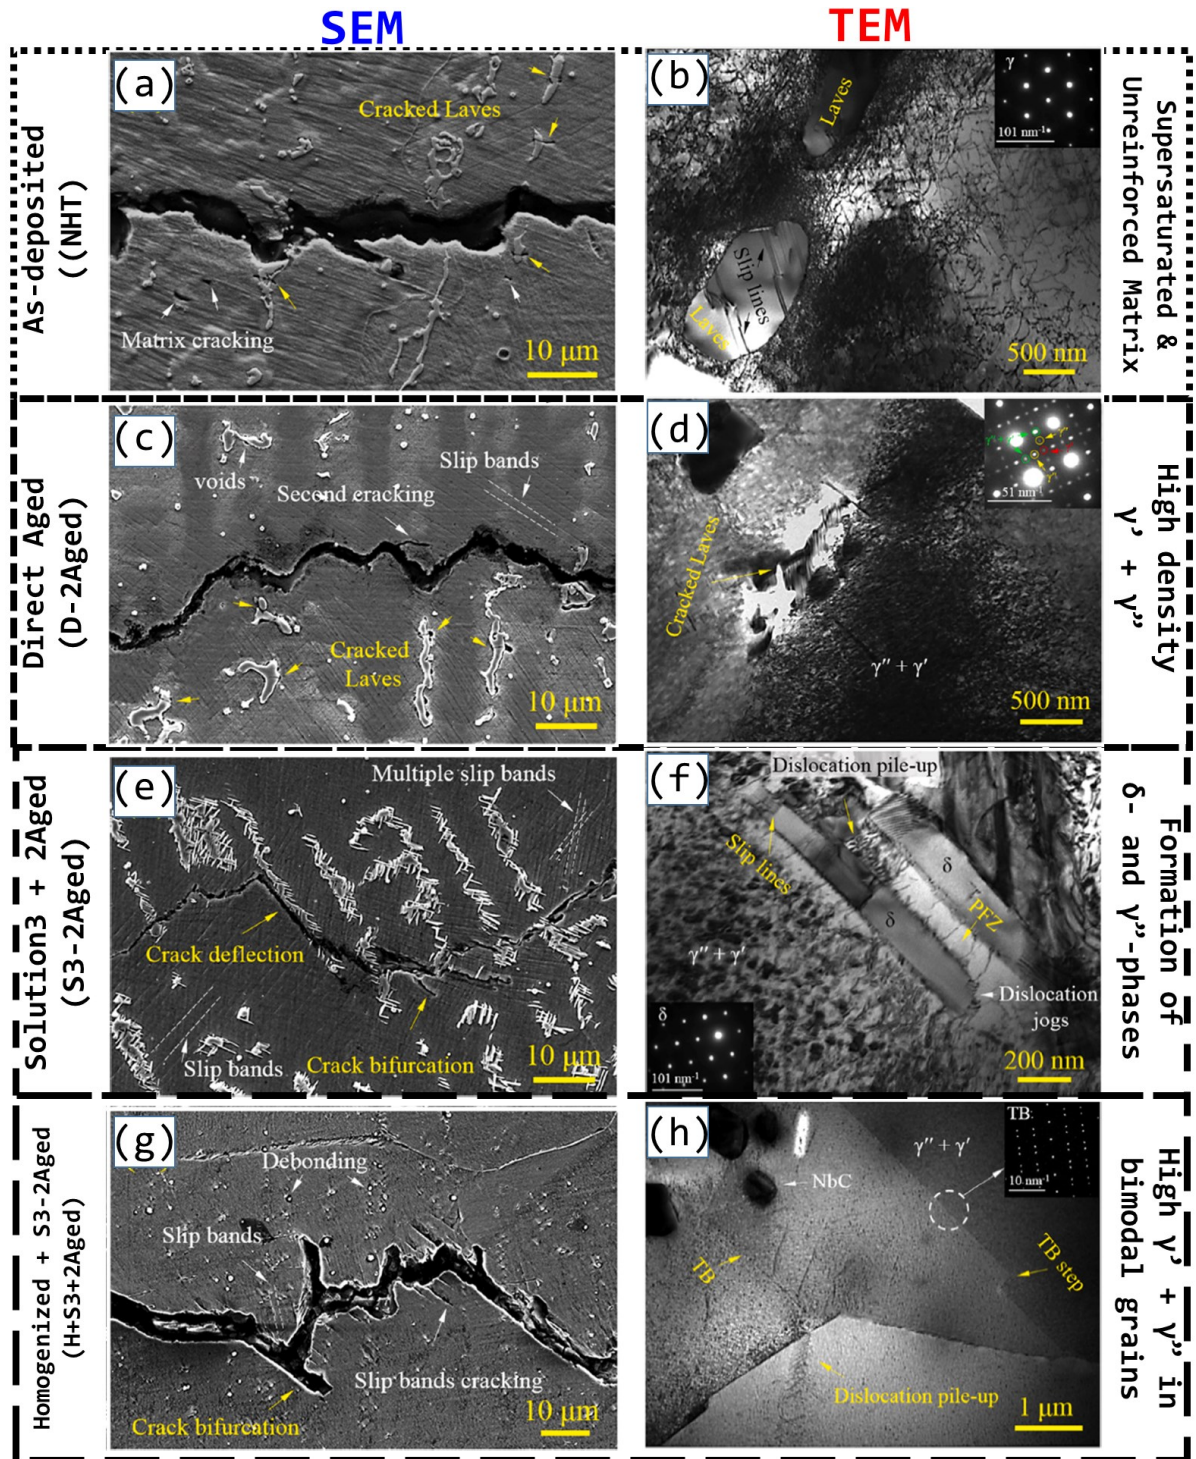 SEM
TEM
As-deposited
((NHT)
(a)
Cracked Laves
Matrix cracking
10 μm
(b)
Laves
Slip lines
Laves
γ
101 nm-1
500 nm
Supersaturated &
Unreinforced Matrix
Direct Aged
(D-2Aged)
(c)
voids
Second cracking
Slip bands
Cracked
Laves
10 μm
(d)
Cracked Laves
γ″ + γ′
51 nm-1
500 nm
High density
γ’ + γ”
Solution3 + 2Aged
(S3-2Aged)
(e)
Multiple slip bands
Crack deflection
Slip bands
Crack bifurcation
10 μm
(f)
Dislocation pile-up
Slip lines
δ
δ
PFZ
γ″ + γ′
Dislocation
jogs
δ
101 nm-1
200 nm
Formation of
δ- and γ”-phases
Homogenized + S3-2Aged
(H+S3+2Aged)
(g)
Debonding
Slip bands
Slip bands cracking
Crack bifurcation
10 μm
(h)
γ″ + γ′
NbC
TB
TB step
Dislocation pile-up
TB
10 nm-1
1 μm
High γ’ + γ” in
bimodal grains